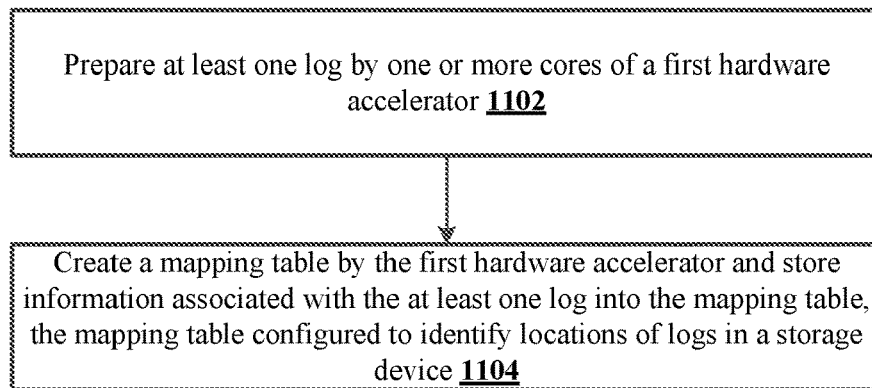 Prepare at least one log by one or more cores of a first hardware
accelerator 1102
Create a mapping table by the first hardware accelerator and store
information associated with the at least one log into the mapping table,
the mapping table configured to identify locations of logs in a storage
device 1104